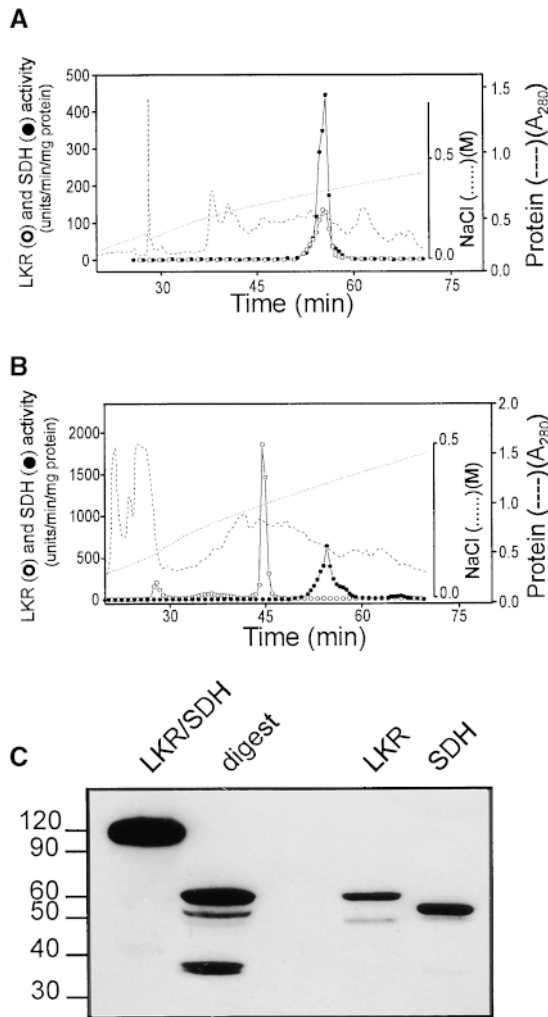 A
LKR (o) and SDH (●) activity
(units/min/mg protein)
500
400
300
200
100
0
30
45
60
75
Time (min)
0.5
0.0
NaCl (......)(M)
1.5
1.0
0.5
0.0
Protein (----)(A280)
B
LKR (o) and SDH (●) activity
(units/min/mg protein)
2000
1750
1500
1250
1000
750
500
250
0
30
45
60
75
Time (min)
0.5
0.0
NaCl (......)(M)
2.0
1.5
1.0
0.5
0.0
Protein (----)(A280)
C
LKR/SDH
digest
LKR
SDH
120
90
60
50
40
30